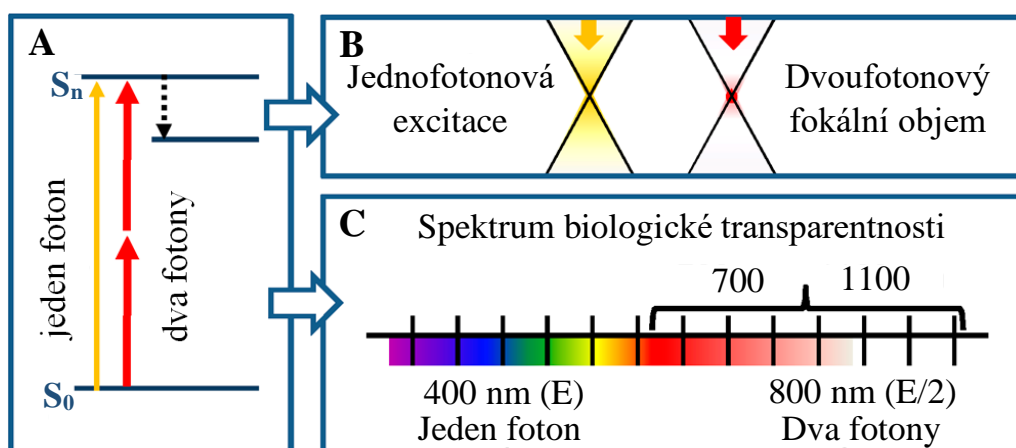 A
Sn
jeden foton
dva fotony
S0
B
Jednofotonová
excitace
Dvoufotonový
fokální objem
C
Spektrum biologické transparentnosti
700 1100
400 nm (E)
Jeden foton
800 nm (E/2)
Dva fotony